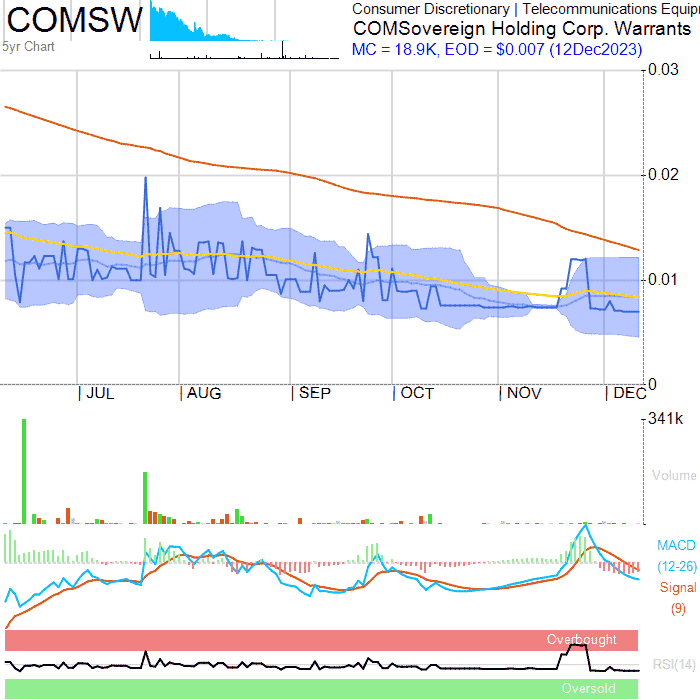 COMSW
5yr Chart
Consumer Discretionary | Telecommunications Equip
COMSovereign Holding Corp. Warrants
MC = 18.9K, EOD = $0.007 (12Dec2023)
0.03
0.02
0.01
0
| JUL | AUG | SEP | OCT | NOV | DEC
341k
Volume
MACD
(12-26)
Signal
(9)
Overbought
RSI(14)
Oversold